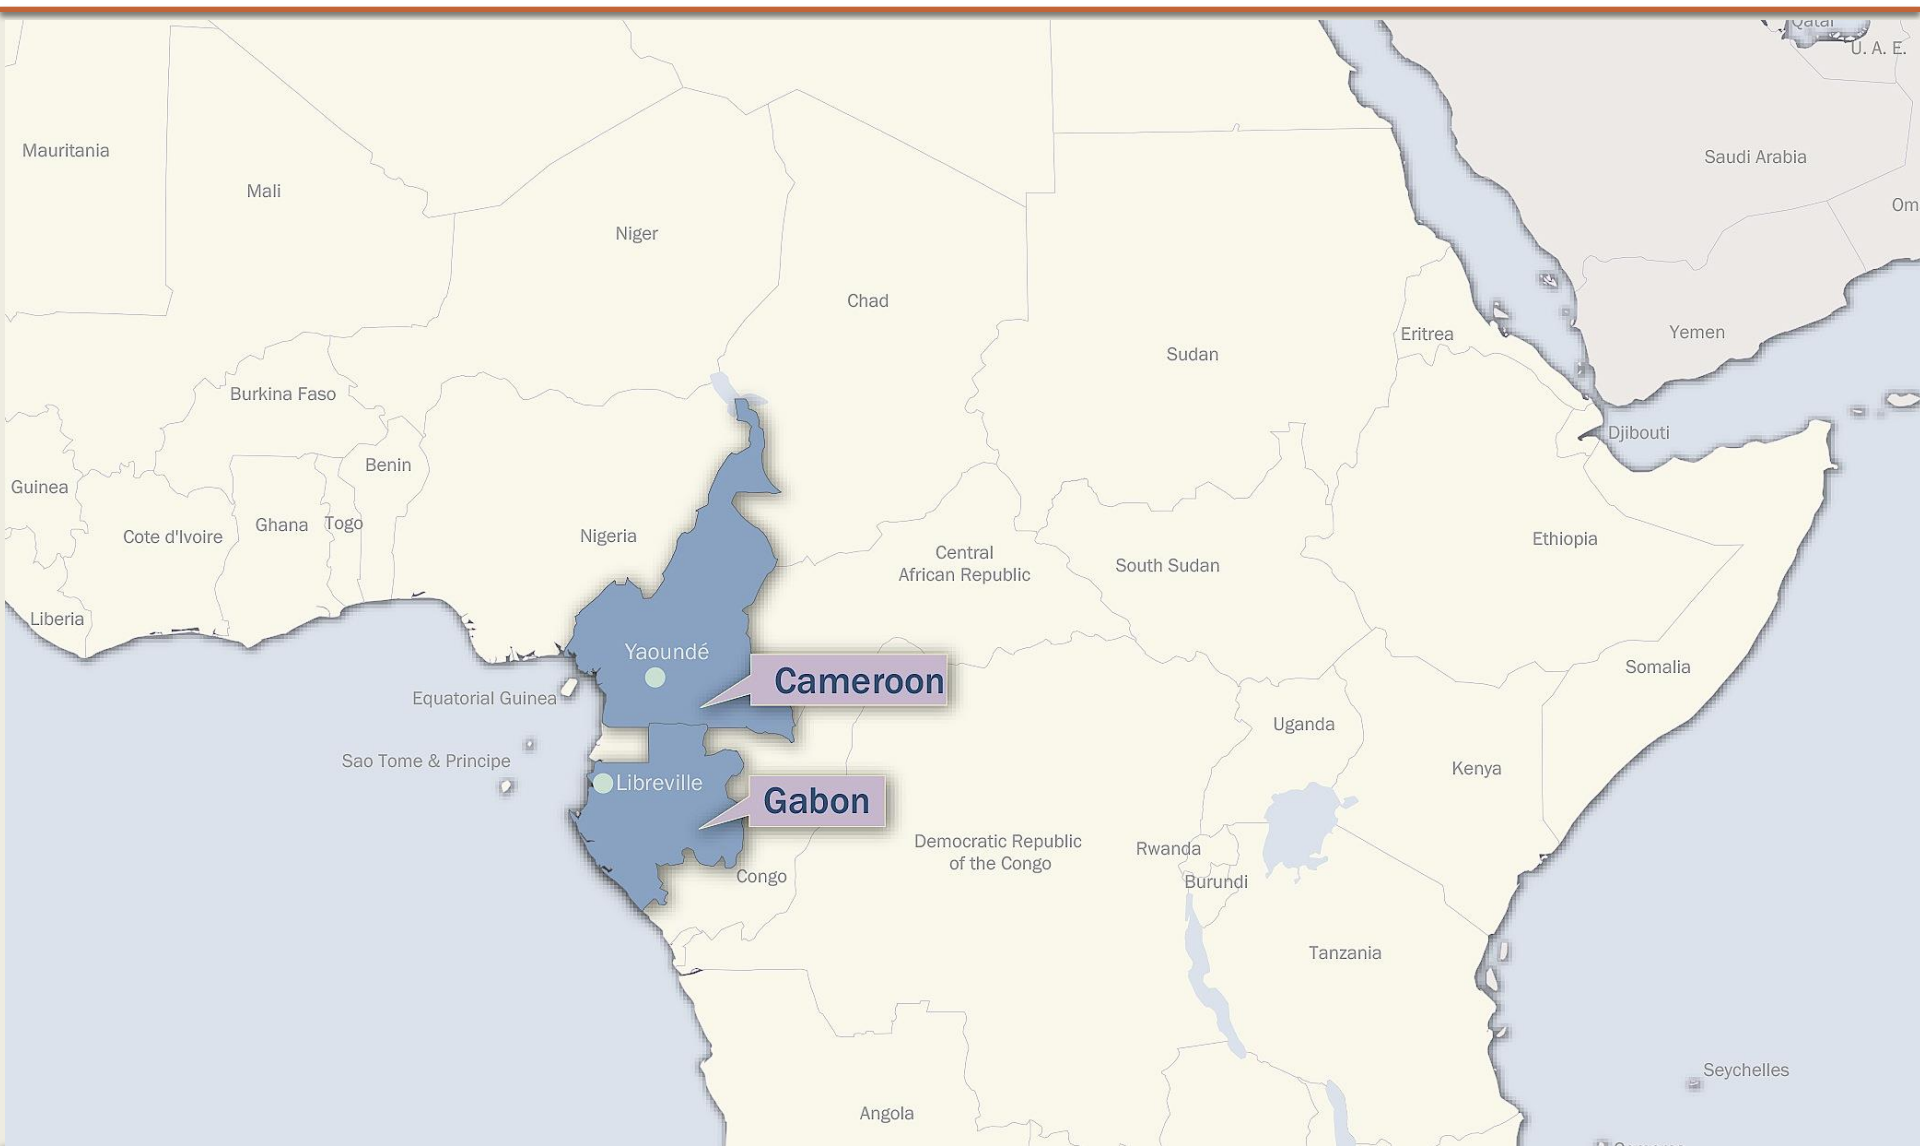 Qatar
U. A. E.
Mauritania
Saudi Arabia
Mali
Om
Niger
Chad
Eritrea
Yemen
Sudan
Burkina Faso
Djibouti
Benin
Guinea
Cote d'Ivoire
Ghana
Togo
Nigeria
Ethiopia
Central
African Republic
South Sudan
Liberia
Yaoundé
Somalia
Cameroon
Equatorial Guinea
Uganda
Sao Tome & Principe
Kenya
Libreville
Gabon
Democratic Republic
of the Congo
Rwanda
Congo
Burundi
Tanzania
Seychelles
Angola